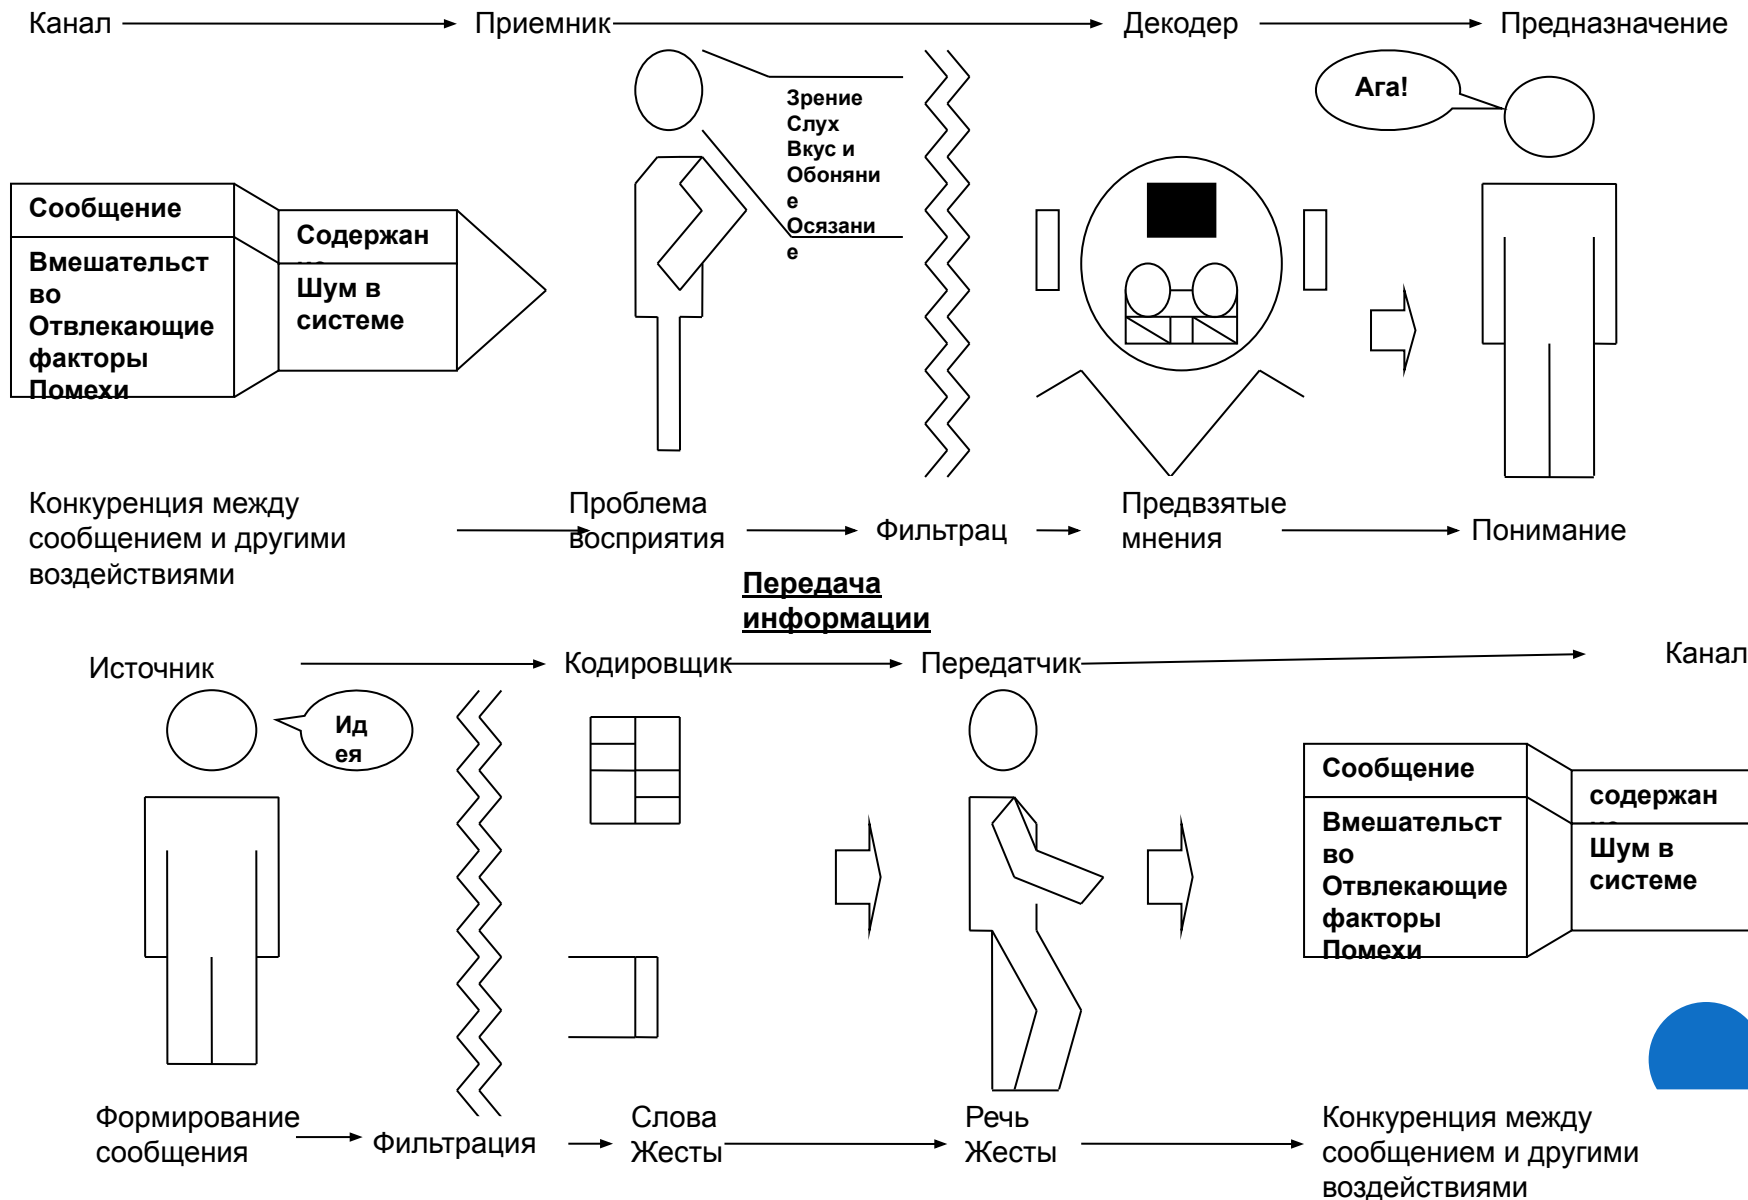 Канал
Приемник
Декодер
Предназначение
Ага!
Зрение
Слух
Вкус и
Обоняни
е
Осязани
е
Сообщение
Вмешательст
во
Отвлекающие
факторы
Помехи
Содержан
Шум в
системе
Конкуренция между
сообщением и другими
воздействиями
Проблема
восприятия
Фильтрац
Предвзятые
мнения
Понимание
Передача
информации
Источник
Кодировщик
Передатчик
Канал
Ид
ея
Сообщение
Вмешательст
во
Отвлекающие
факторы
Помехи
содержан
Шум в
системе
Формирование
сообщения
Фильтрация
Слова
Жесты
Речь
Жесты
Конкуренция между
сообщением и другими
воздействиями